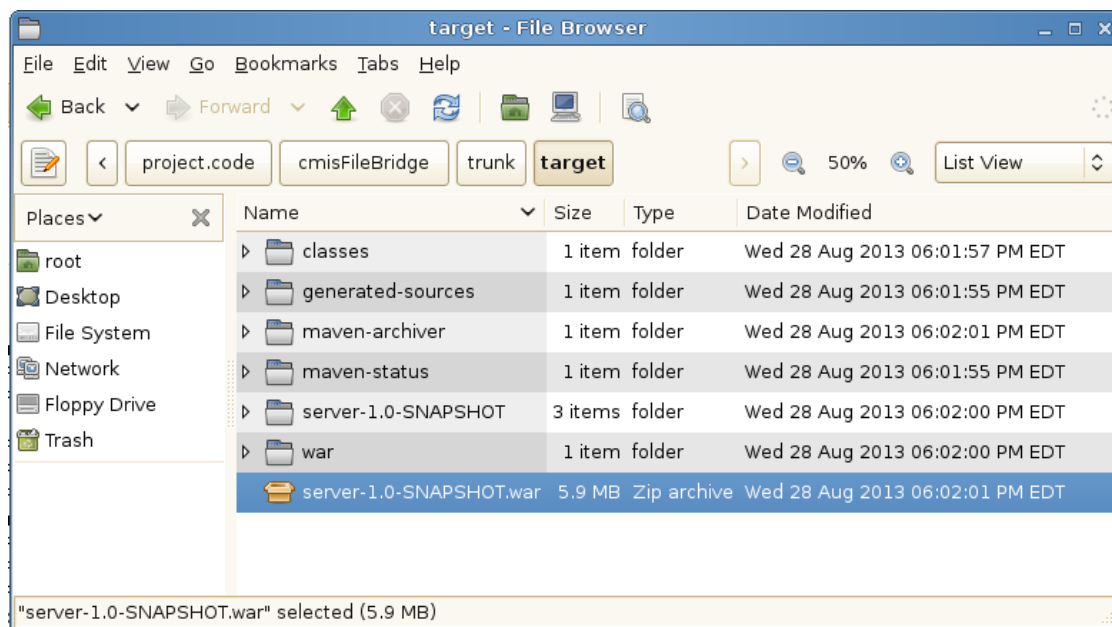 target - File Browser
File Edit View Go Bookmarks Tabs Help
Back Forward
project.code cmisFileBridge trunk target 50% List View
Places Name Size Type Date Modified
root
Desktop
File System
Network
Floppy Drive
Trash
classes 1 item folder Wed 28 Aug 2013 06:01:57 PM EDT
generated-sources 1 item folder Wed 28 Aug 2013 06:01:55 PM EDT
maven-archiver 1 item folder Wed 28 Aug 2013 06:02:01 PM EDT
maven-status 1 item folder Wed 28 Aug 2013 06:01:55 PM EDT
server-1.0-SNAPSHOT 3 items folder Wed 28 Aug 2013 06:02:00 PM EDT
war 1 item folder Wed 28 Aug 2013 06:02:00 PM EDT
server-1.0-SNAPSHOT.war 5.9 MB Zip archive Wed 28 Aug 2013 06:02:01 PM EDT
"server-1.0-SNAPSHOT.war" selected (5.9 MB)